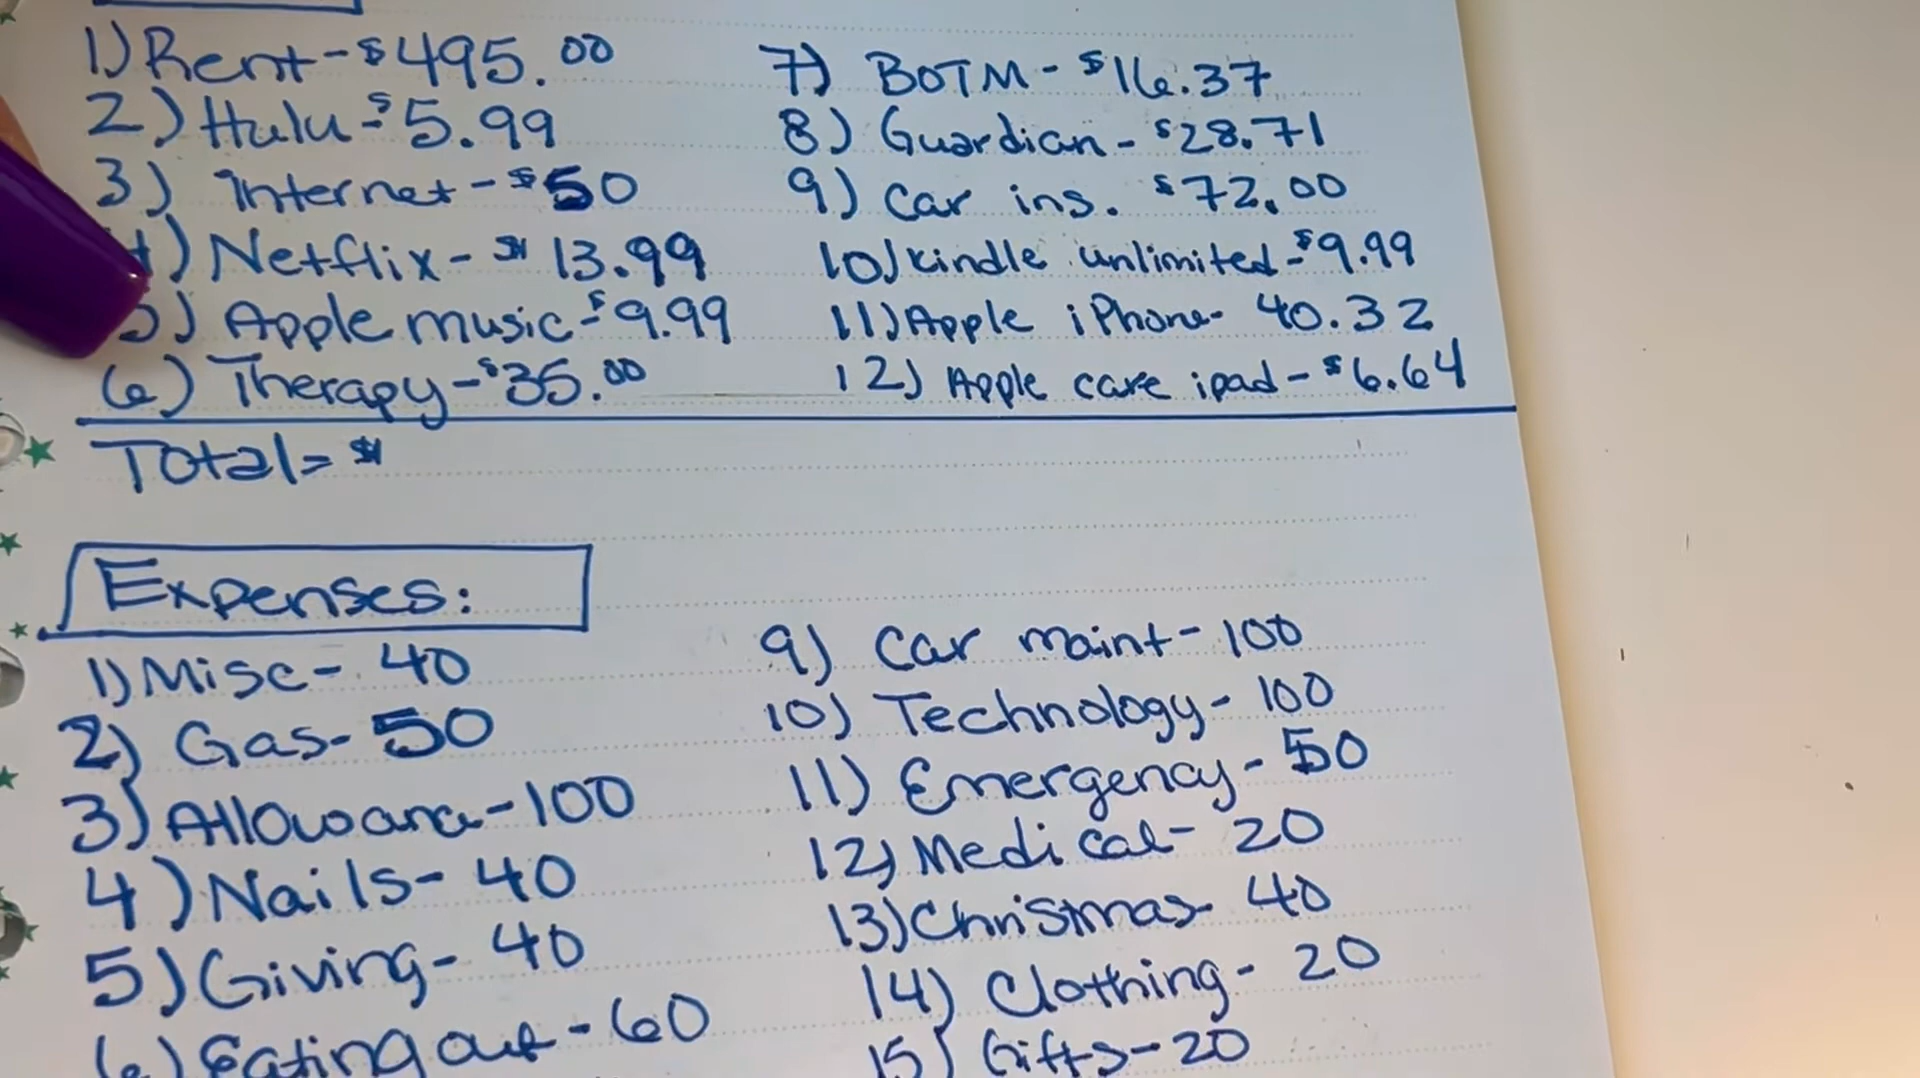 1) Rent - $495.00
2) Hulu - $5.99
3) internet - $50
4) Netflix - $13.99
5) Apple music - $9.99
6) Therapy - $35.00
7) BOTM - $16.37
8) Guardian - $28.71
9) Car ins. $72.00
10) kindle unlimited - $9.99
11) Apple iPhone - 40.32
12) Apple care ipad - $6.64
Total = $
Expenses:
1) Misc - 40
2) Gas - 50
3) Allowance - 100
4) Nails - 40
5) Giving - 40
6) Eating out - 60
9) Car maint - 100
10) Technology - 100
11) Emergency - 50
12) Medical - 20
13) Christmas - 40
14) Clothing - 20
15) Gifts - 20